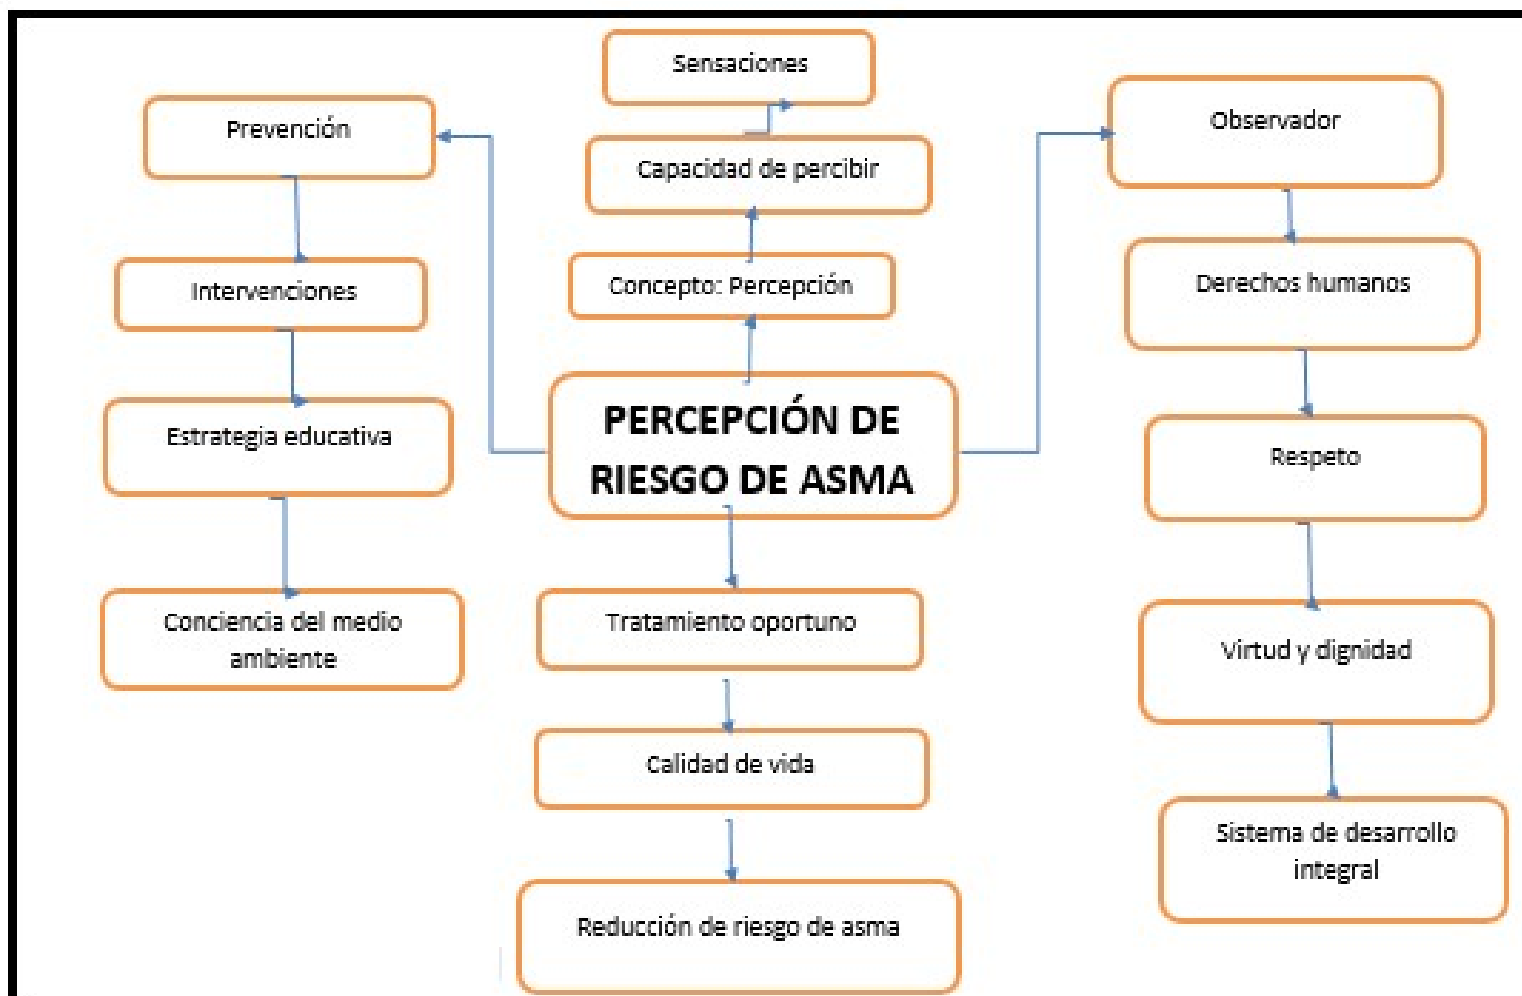 Sensaciones
Prevención
Observador
Capacidad de percibir
Intervenciones
Concepto: Percepción
Derechos humanos
PERCEPCIÓN DE
RIESGO DE ASMA
Estrategia educativa
Respeto
Conciencia del medio
ambiente
Tratamiento oportuno
Virtud y dignidad
Calidad de vida
Sistema de desarrollo
integral
Reducción de riesgo de asma